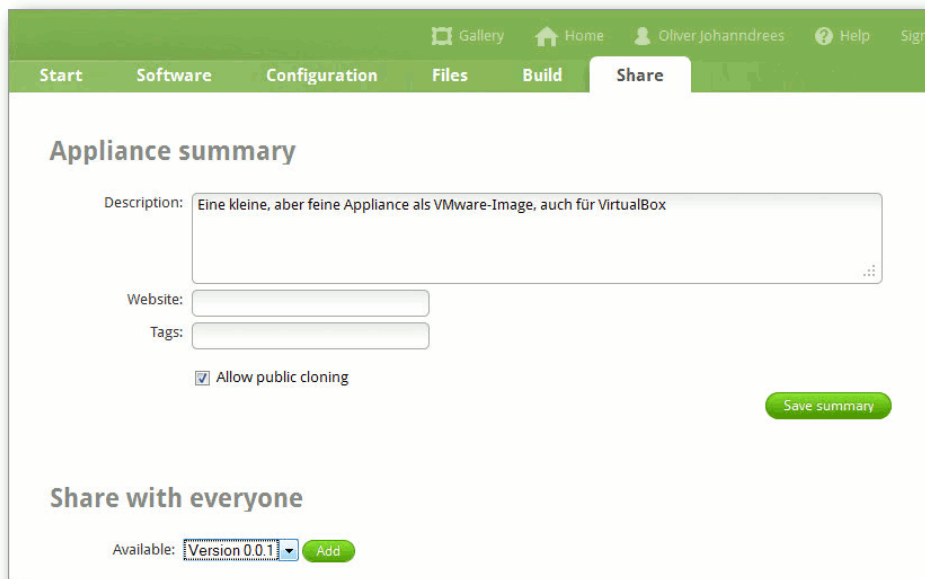 Gallery Home Oliver Johanndrees Help Sign
Start Software Configuration Files Build Share
Appliance summary
Description: Eine kleine, aber feine Appliance als VMware-Image, auch für VirtualBox
Website:
Tags:
Allow public cloning
Save summary
Share with everyone
Available: Version 0.0.1 Add